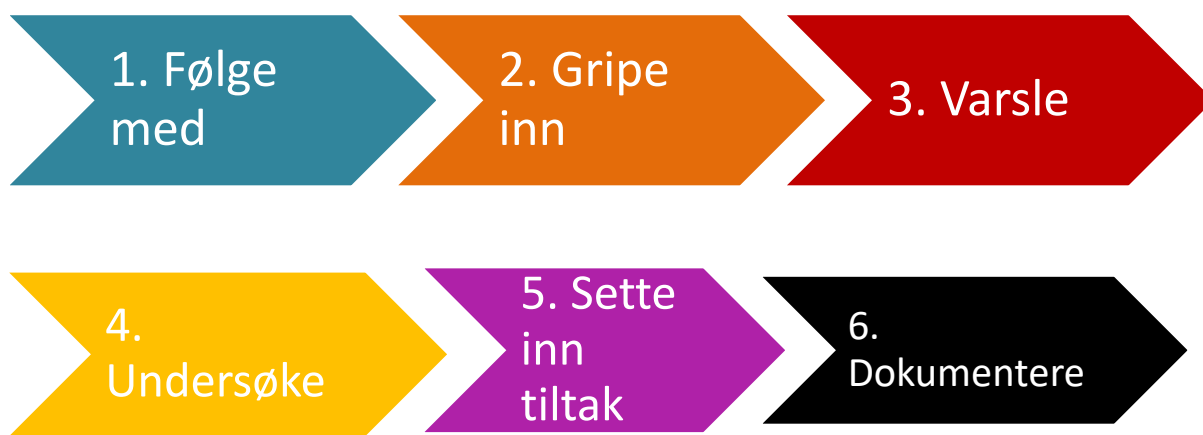 1. Følge
med
2. Gripe
inn
3. Varsle
4.
Undersøke
5. Sette
inn
tiltak
6.
Dokumentere